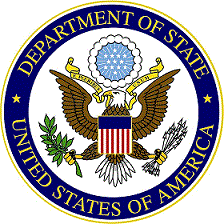 DEPARTMENT OF STATE
UNITED STATES OF AMERICA